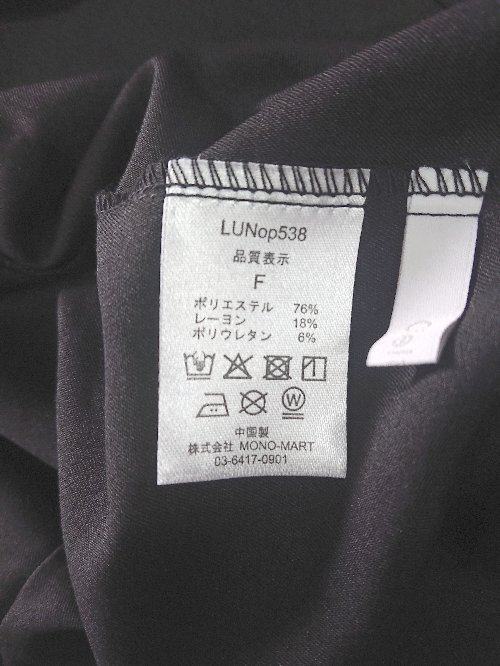 LUNop538
品質表示
F
ポリエステル 76%
レーヨン 18%
ポリウレタン 6%
W
中国製
株式会社 MONO-MART
03-6417-0901